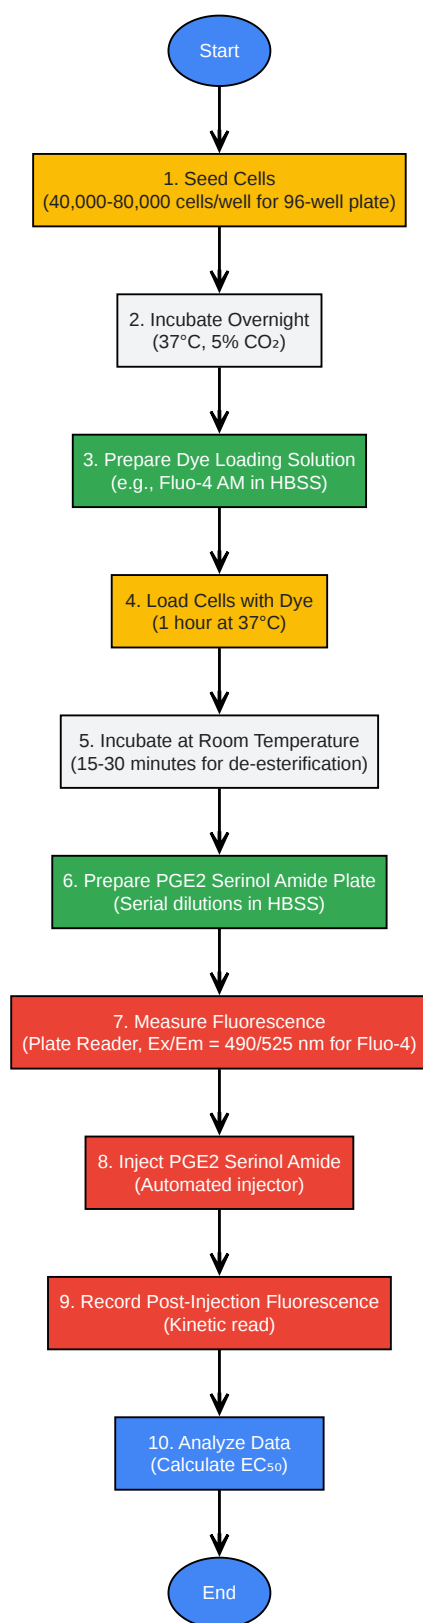 Start
1. Seed Cells
(40,000-80,000 cells/well for 96-well plate)
2. Incubate Overnight
(37°C, 5% CO₂)
3. Prepare Dye Loading Solution
(e.g., Fluo-4 AM in HBSS)
4. Load Cells with Dye
(1 hour at 37°C)
5. Incubate at Room Temperature
(15-30 minutes for de-esterification)
6. Prepare PGE2 Serinol Amide Plate
(Serial dilutions in HBSS)
7. Measure Fluorescence
(Plate Reader, Ex/Em = 490/525 nm for Fluo-4)
8. Inject PGE2 Serinol Amide
(Automated injector)
9. Record Post-Injection Fluorescence
(Kinetic read)
10. Analyze Data
(Calculate EC₅₀)
End